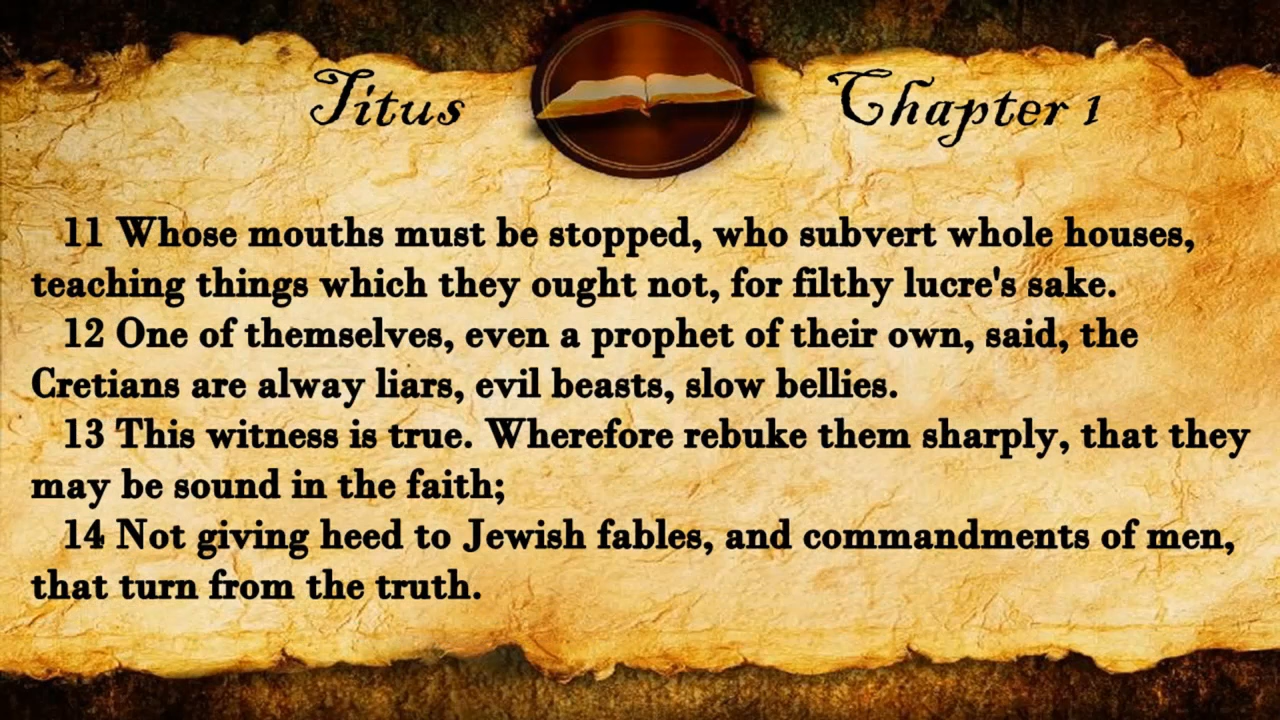 Titus Chapter 1
11 Whose mouths must be stopped, who subvert whole houses,
teaching things which they ought not, for filthy lucre's sake.
12 One of themselves, even a prophet of their own, said, the
Cretians are alway liars, evil beasts, slow bellies.
13 This witness is true. Wherefore rebuke them sharply, that they
may be sound in the faith;
14 Not giving heed to Jewish fables, and commandments of men,
that turn from the truth.